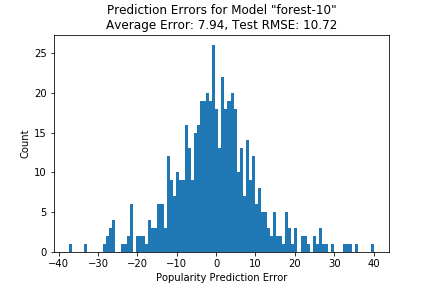 Prediction Errors for Model "forest-10"
Average Error: 7.94, Test RMSE: 10.72
25
20
15
10
5
0
Count
−40 −30 −20 −10 0 10 20 30 40
Popularity Prediction Error